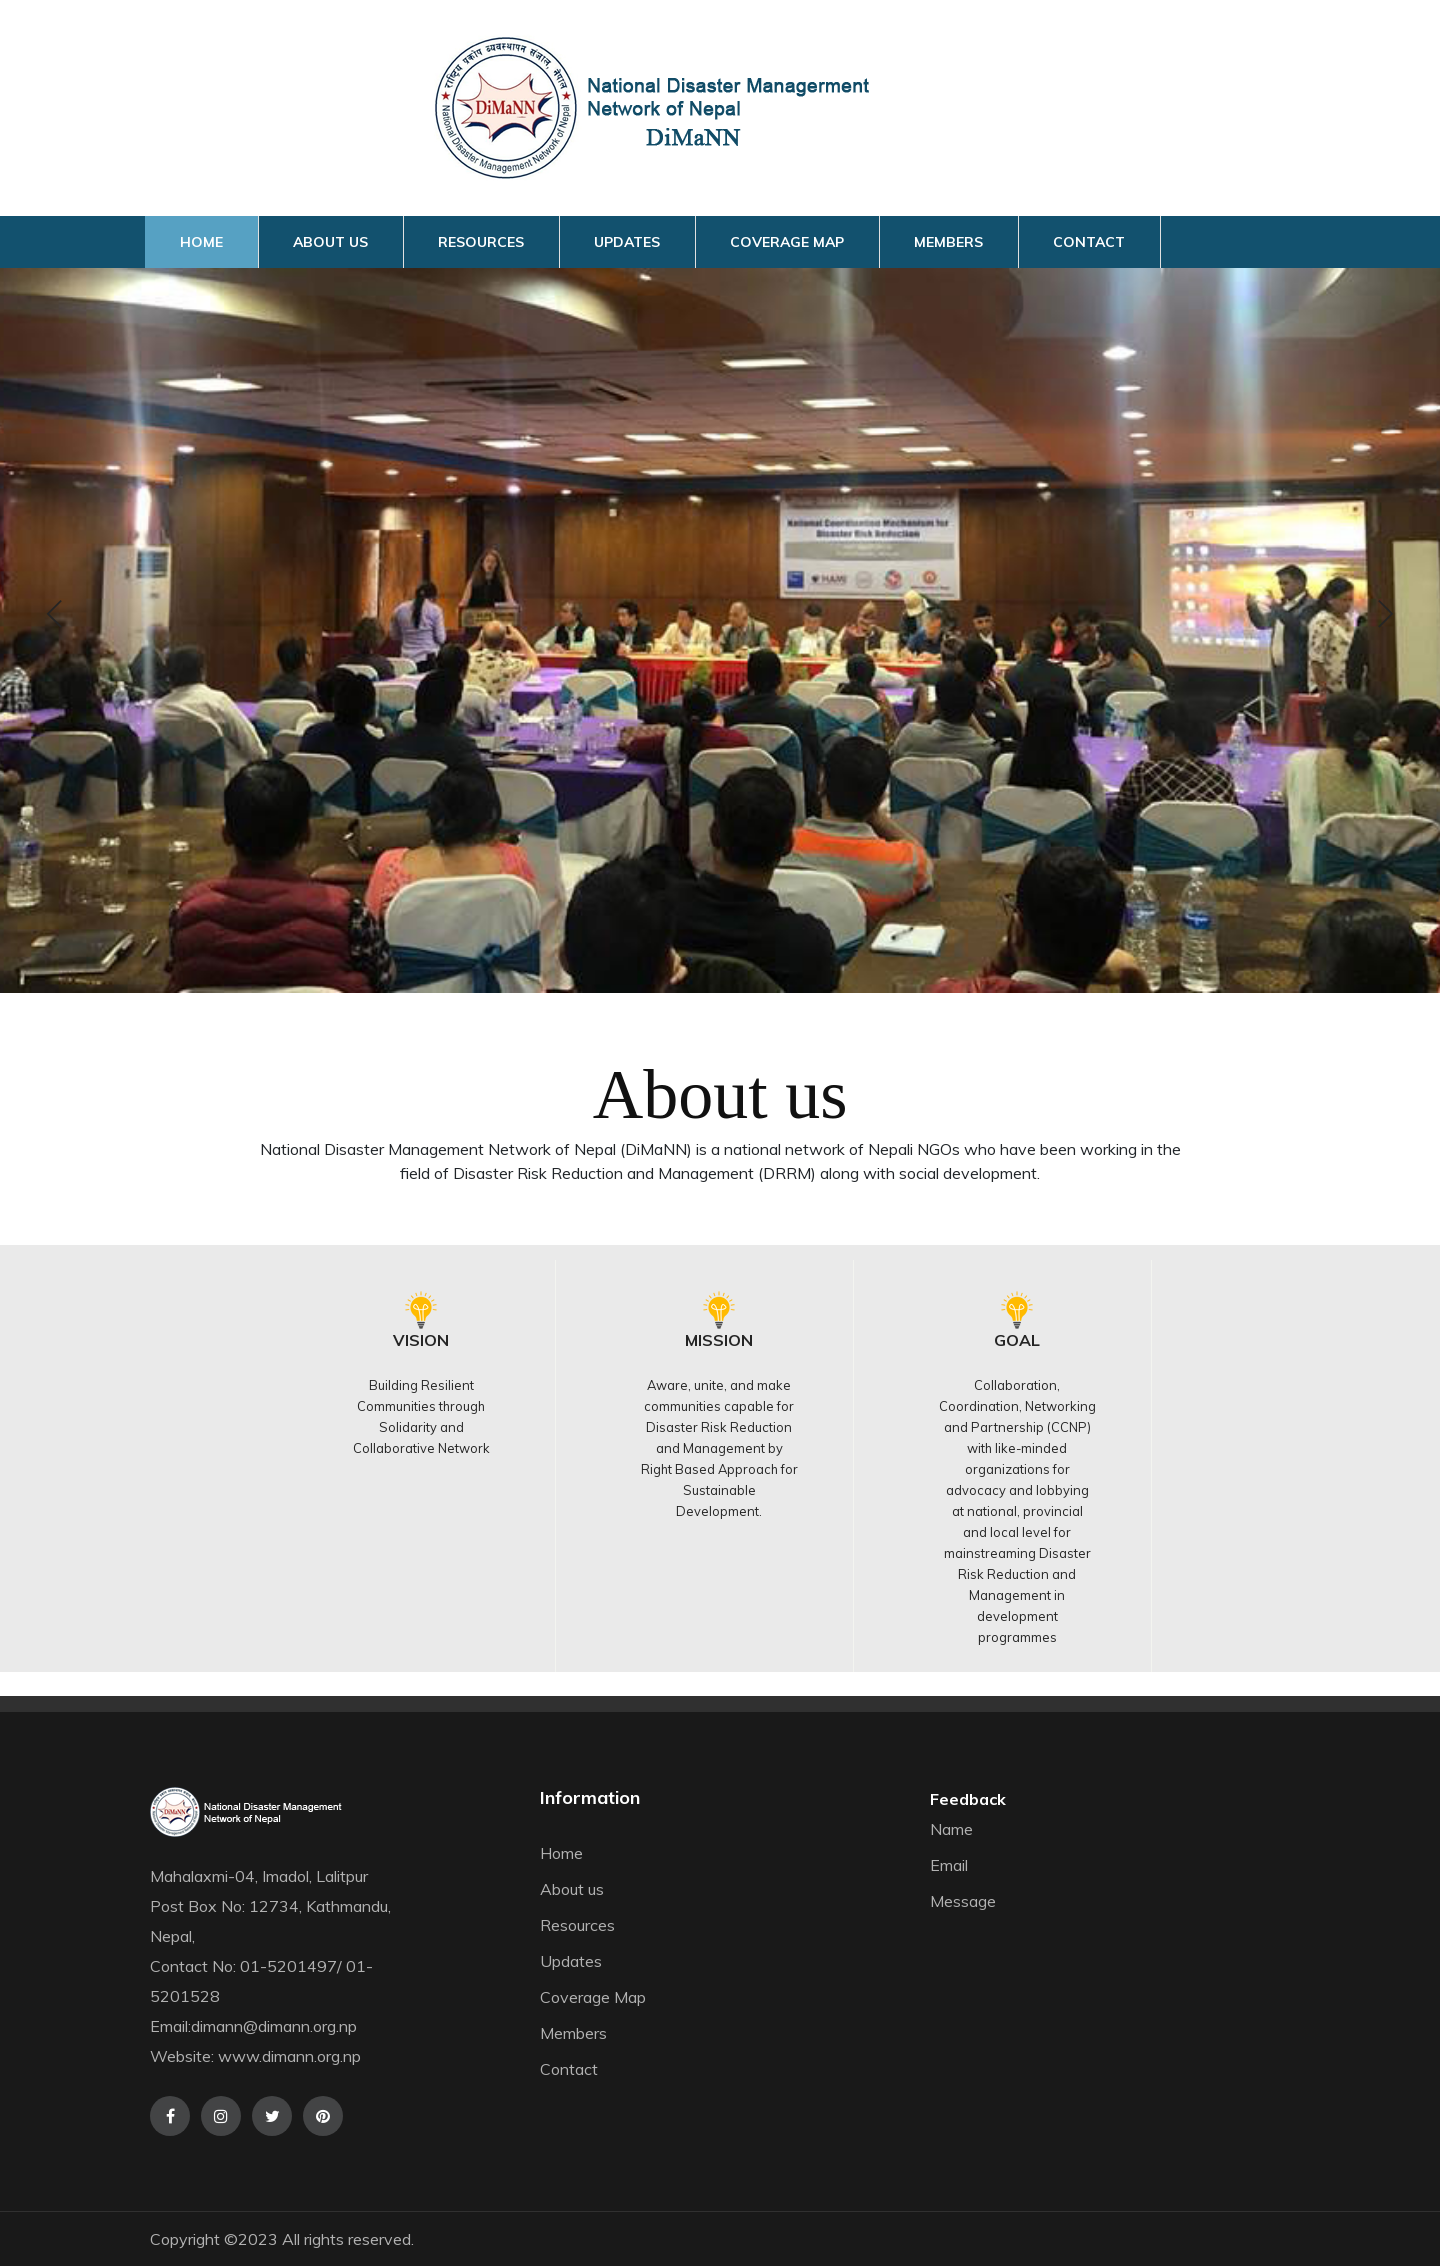 राष्ट्रिय प्रकोप व्यवस्थापन संजाल, नेपाल
DiMaNN
National Disaster Management Network of Nepal
National Disaster Managerment
Network of Nepal
DiMaNN
HOME ABOUT US RESOURCES UPDATES COVERAGE MAP MEMBERS CONTACT
National Coordination Mechanism for
Disaster Risk Reduction
HAMI
About us
National Disaster Management Network of Nepal (DiMaNN) is a national network of Nepali NGOs who have been working in the
field of Disaster Risk Reduction and Management (DRRM) along with social development.
VISION
Building Resilient
Communities through
Solidarity and
Collaborative Network
MISSION
Aware, unite, and make
communities capable for
Disaster Risk Reduction
and Management by
Right Based Approach for
Sustainable
Development.
GOAL
Collaboration,
Coordination, Networking
and Partnership (CCNP)
with like-minded
organizations for
advocacy and lobbying
at national, provincial
and local level for
mainstreaming Disaster
Risk Reduction and
Management in
development
programmes
DiMaNN
National Disaster Management
Network of Nepal
Mahalaxmi-04, Imadol, Lalitpur
Post Box No: 12734, Kathmandu,
Nepal,
Contact No: 01-5201497/ 01-
5201528
Email:dimann@dimann.org.np
Website: www.dimann.org.np
Information
Home
About us
Resources
Updates
Coverage Map
Members
Contact
Feedback
Name
Email
Message
Copyright ©2023 All rights reserved.